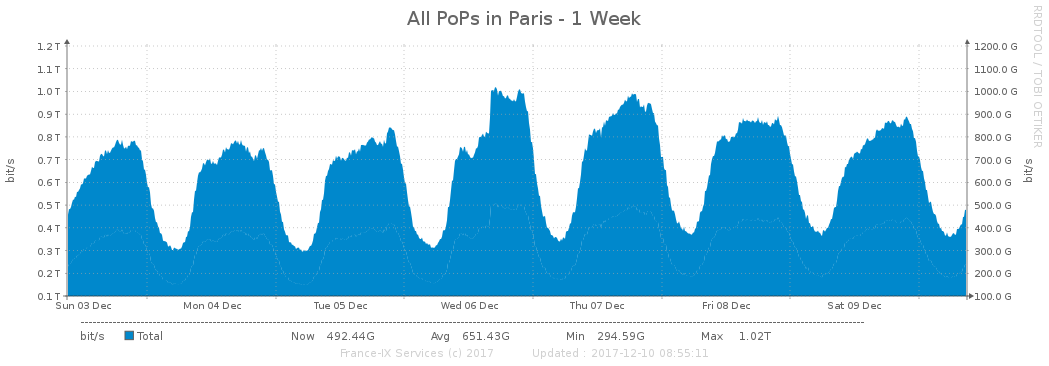 All PoPs in Paris - 1 Week
RRDTOOL / TOBI OETIKER
bit/s
1.2 T
1.1 T
1.0 T
0.9 T
0.8 T
0.7 T
0.6 T
0.5 T
0.4 T
0.3 T
0.2 T
0.1 T
1200.0 G
1100.0 G
1000.0 G
900.0 G
800.0 G
700.0 G
600.0 G
500.0 G
400.0 G
300.0 G
200.0 G
100.0 G
bit/s
Sun 03 Dec Mon 04 Dec Tue 05 Dec Wed 06 Dec Thu 07 Dec Fri 08 Dec Sat 09 Dec
bit/s Total Now 492.44G Avg 651.43G Min 294.59G Max 1.02T
France-IX Services (c) 2017 Updated : 2017-12-10 08:55:11